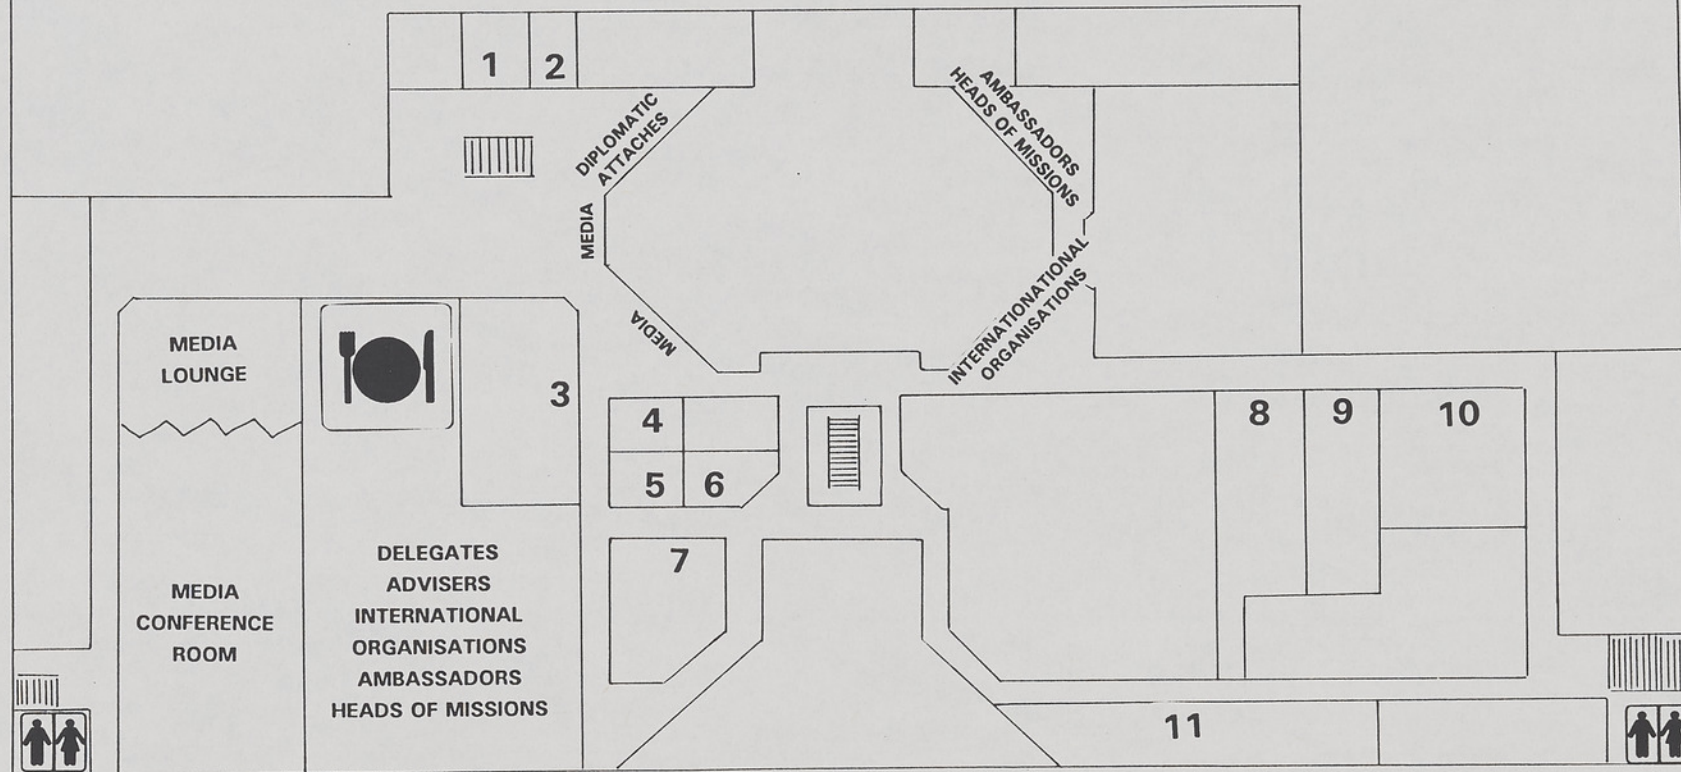 1
2
DIPLOMATIC
ATTACHES
AMBASSADORS
HEADS OF MISSIONS
MEDIA
MEDIA
INTERNATIONAL
ORGANISATIONS
MEDIA
LOUNGE
3
4
5
6
7
8
9
10
11
MEDIA
CONFERENCE
ROOM
DELEGATES
ADVISERS
INTERNATIONAL
ORGANISATIONS
AMBASSADORS
HEADS OF MISSIONS